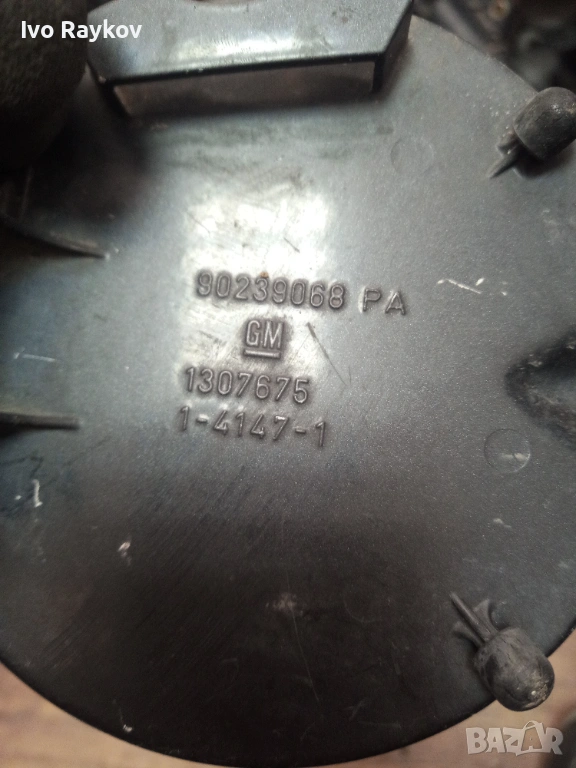 Ivo Raykov
90239068 PA
GM
1307675
1-4147-1
BAZAR